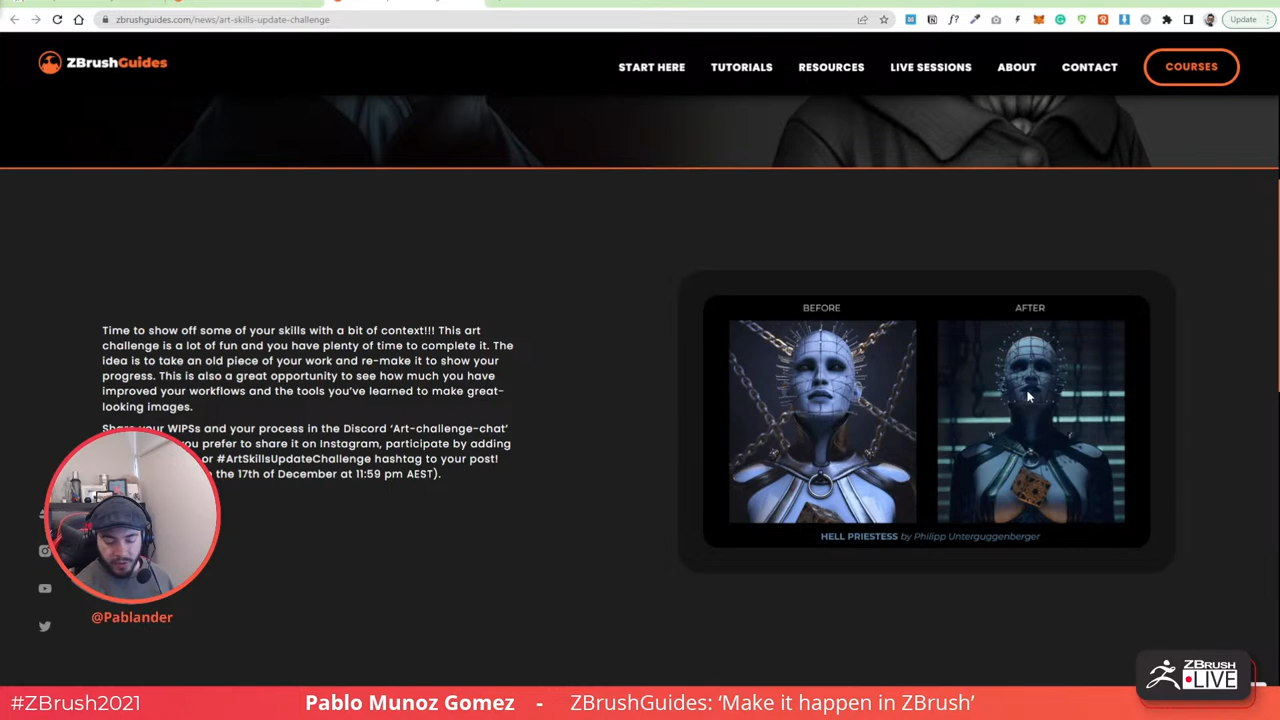 zbrushguides.com/news/art-skills-update-challenge
Update
ZBrushGuides
START HERE
TUTORIALS
RESOURCES
LIVE SESSIONS
ABOUT
CONTACT
COURSES
Time to show off some of your skills with a bit of context!!! This art
challenge is a lot of fun and you have plenty of time to complete it. The
idea is to take an old piece of your work and re-make it to show your
progress. This is also a great opportunity to see how much you have
improved your workflows and the tools you've learned to make great-
looking images.
Share your WIPSs and your process in the Discord 'Art-challenge-chat'
you prefer to share it on Instagram, participate by adding
or #ArtSkillsUpdateChallenge hashtag to your post!
the 17th of December at 11:59 pm AEST).
BEFORE
AFTER
HELL PRIESTESS by Philipp Unterguggenberger
@Pablander
ZBRUSH
LIVE
#ZBrush2021
Pablo Munoz Gomez - ZBrushGuides: 'Make it happen in ZBrush'